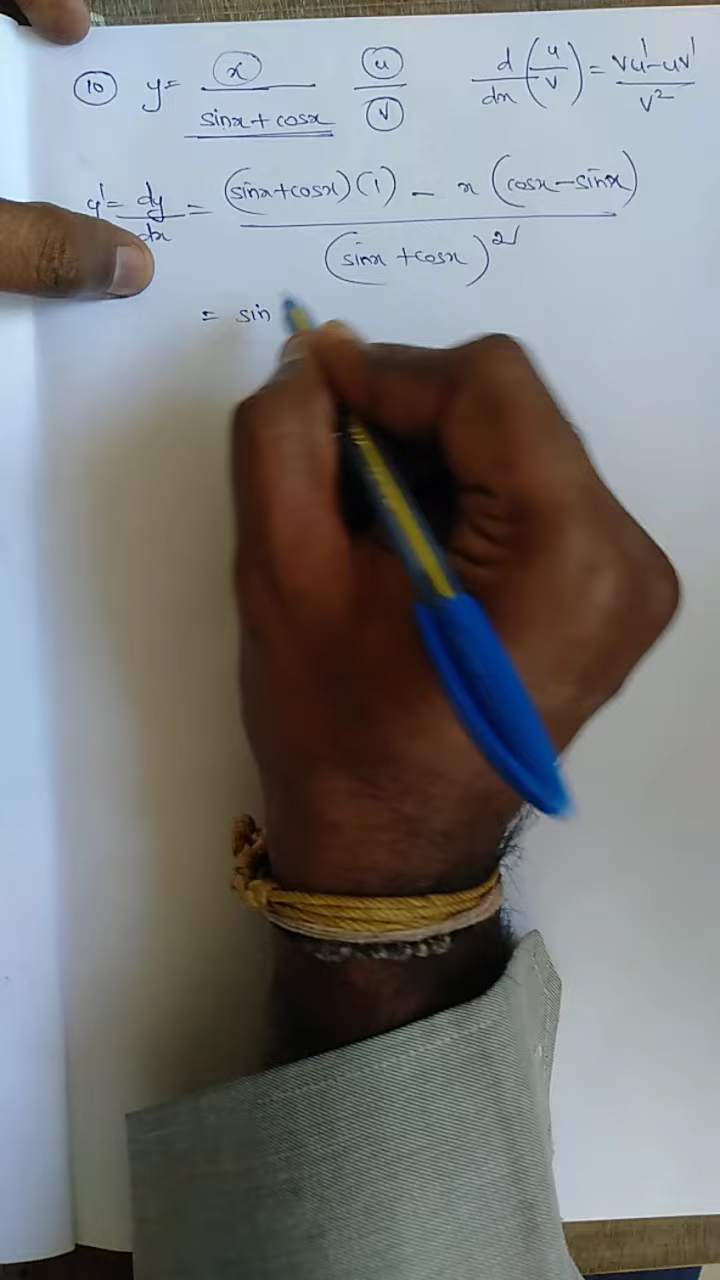 ⑩ y = x / (sinx + cosx)    u / v    d/dx (u/v) = (vu' - uv') / v²
y' = dy/dx = ((sinx + cosx)(1) - x (cosx - sinx)) / (sinx + cosx)²
= sin